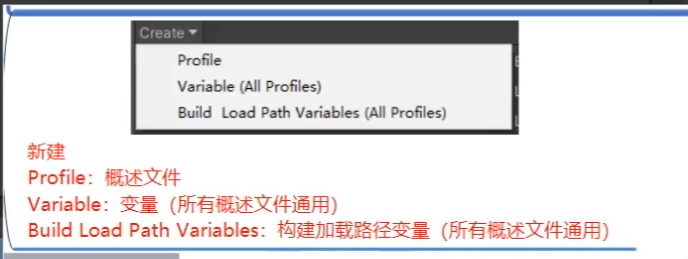 Create
Profile
Variable (All Profiles)
Build Load Path Variables (All Profiles)
新建
Profile：概述文件
Variable：变量（所有概述文件通用）
Build Load Path Variables：构建加载路径变量（所有概述文件通用）